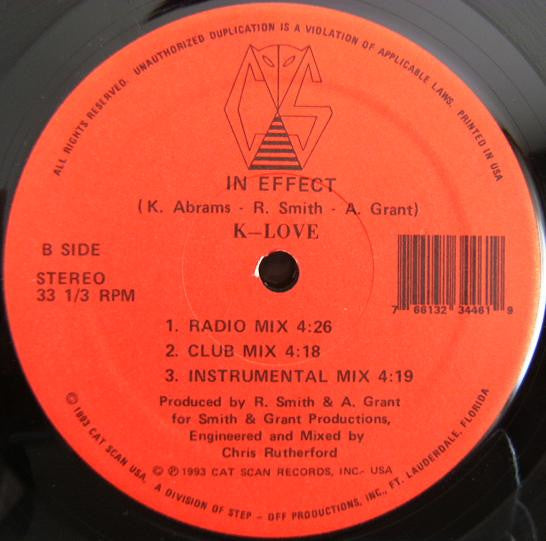 ALL RIGHTS RESERVED. UNAUTHORIZED DUPLICATION IS A VIOLATION OF APPLICABLE LAWS. PRINTED IN USA
CS
IN EFFECT
(K. Abrams - R. Smith - A. Grant)
K-LOVE
B SIDE
STEREO
33 1/3 RPM
7 66132 34461 9
1. RADIO MIX 4:26
2. CLUB MIX 4:18
3. INSTRUMENTAL MIX 4:19
Produced by R. Smith & A. Grant
for Smith & Grant Productions,
Engineered and Mixed by
Chris Rutherford
© ℗ 1993 CAT SCAN RECORDS, INC. USA
© 1993 CAT SCAN USA, A DIVISION OF STEP - OFF PRODUCTIONS, INC., FT. LAUDERDALE, FLORIDA